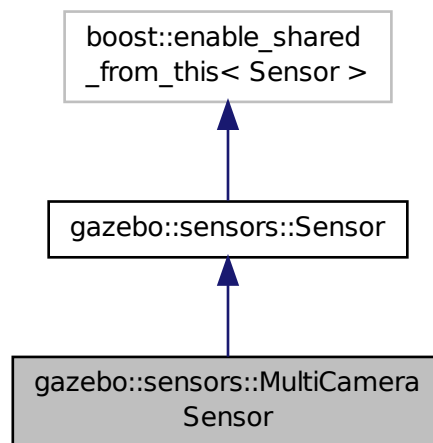 boost::enable_shared
_from_this< Sensor >
gazebo::sensors::Sensor
gazebo::sensors::MultiCamera
Sensor